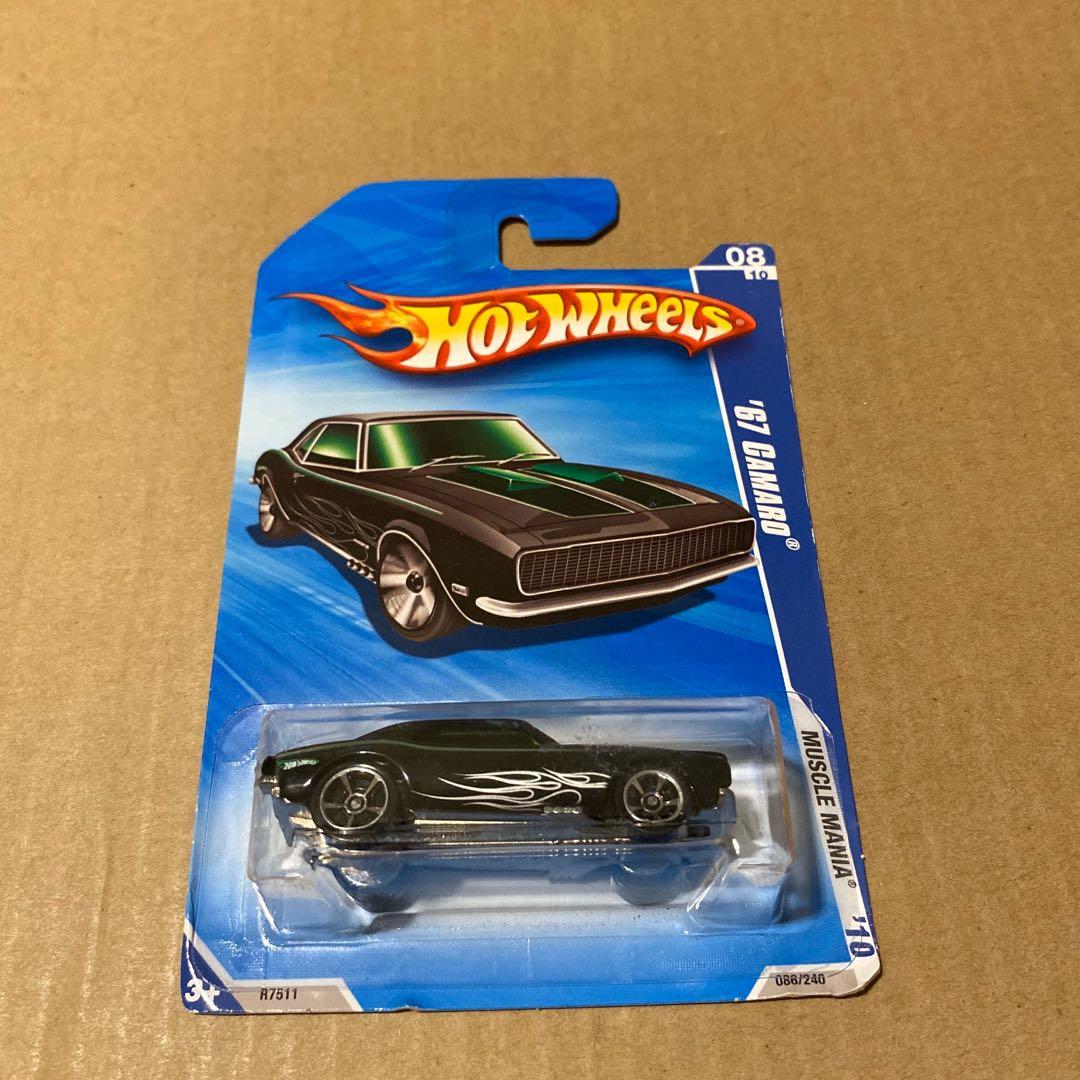 08
10
HOT WHEELS®
'67 CAMARO®
MUSCLE MANIA® '10
3+
R7511
086/240